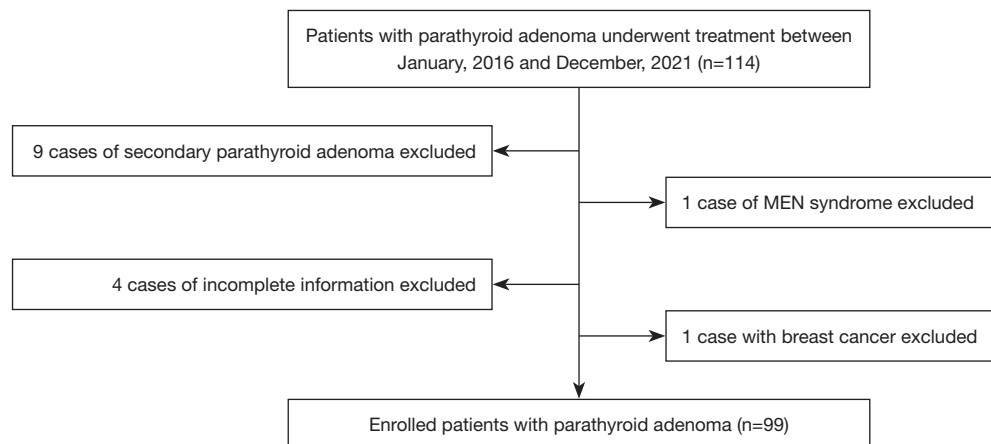 Patients with parathyroid adenoma underwent treatment between
January, 2016 and December, 2021 (n=114)
9 cases of secondary parathyroid adenoma excluded
1 case of MEN syndrome excluded
4 cases of incomplete information excluded
1 case with breast cancer excluded
Enrolled patients with parathyroid adenoma (n=99)